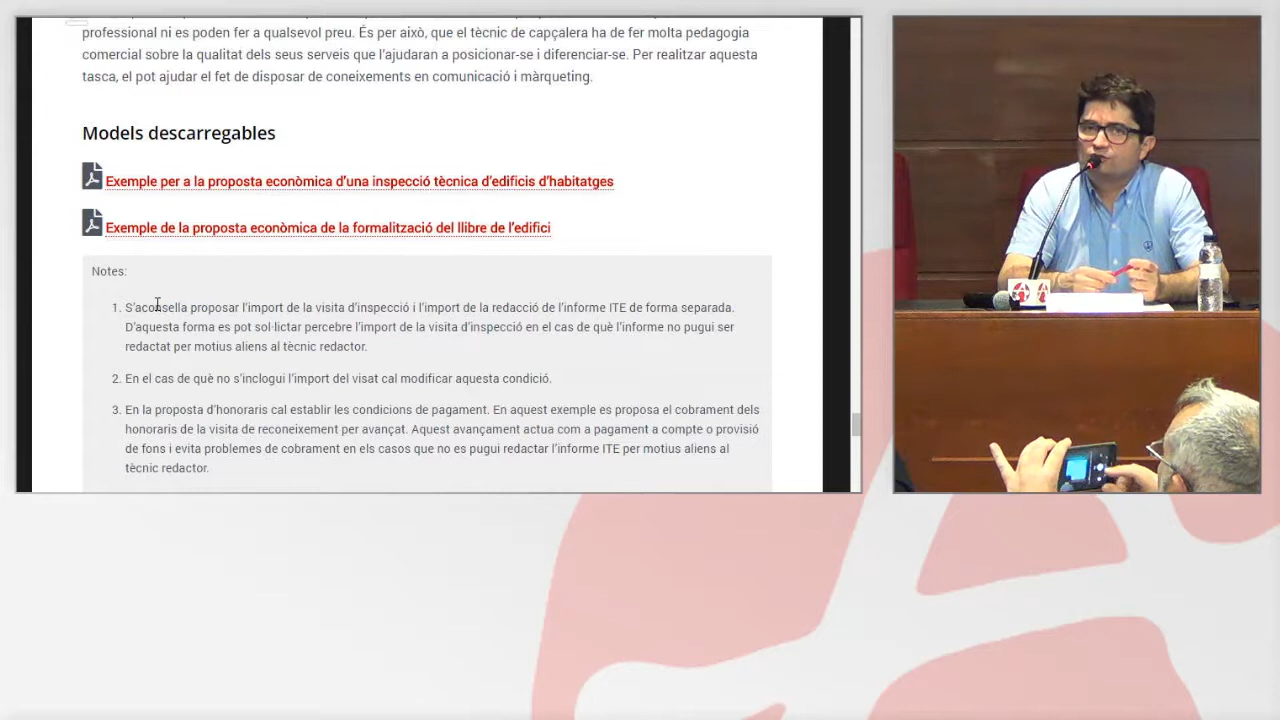 professional ni es poden fer a qualsevol preu. És per això, que el tècnic de capçalera ha de fer molta pedagogia
comercial sobre la qualitat dels seus serveis que l'ajudaran a posicionar-se i diferenciar-se. Per realitzar aquesta
tasca, el pot ajudar el fet de disposar de coneixements en comunicació i màrqueting.
Models descarregables
Exemple per a la proposta econòmica d'una inspecció tècnica d'edificis d'habitatges
Exemple de la proposta econòmica de la formalització del llibre de l'edifici
Notes:
1. S'aconsella proposar l'import de la visita d'inspecció i l'import de la redacció de l'informe ITE de forma separada.
D'aquesta forma es pot sol·lictar percebre l'import de la visita d'inspección en el cas de què l'informe no pugui ser
redactat per motius aliens al tècnic redactor.
2. En el cas de què no s'inclogui l'import del visat cal modificar aquesta condició.
3. En la proposta d'honoraris cal establir les condicions de pagament. En aquest exemple es proposa el cobrament dels
honoraris de la visita de reconeixement per avançat. Aquest avançament actua com a pagament a compte o provisió
de fons i evita problemes de cobrament en els casos que no es pugui redactar l'informe ITE per motius aliens al
tècnic redactor.